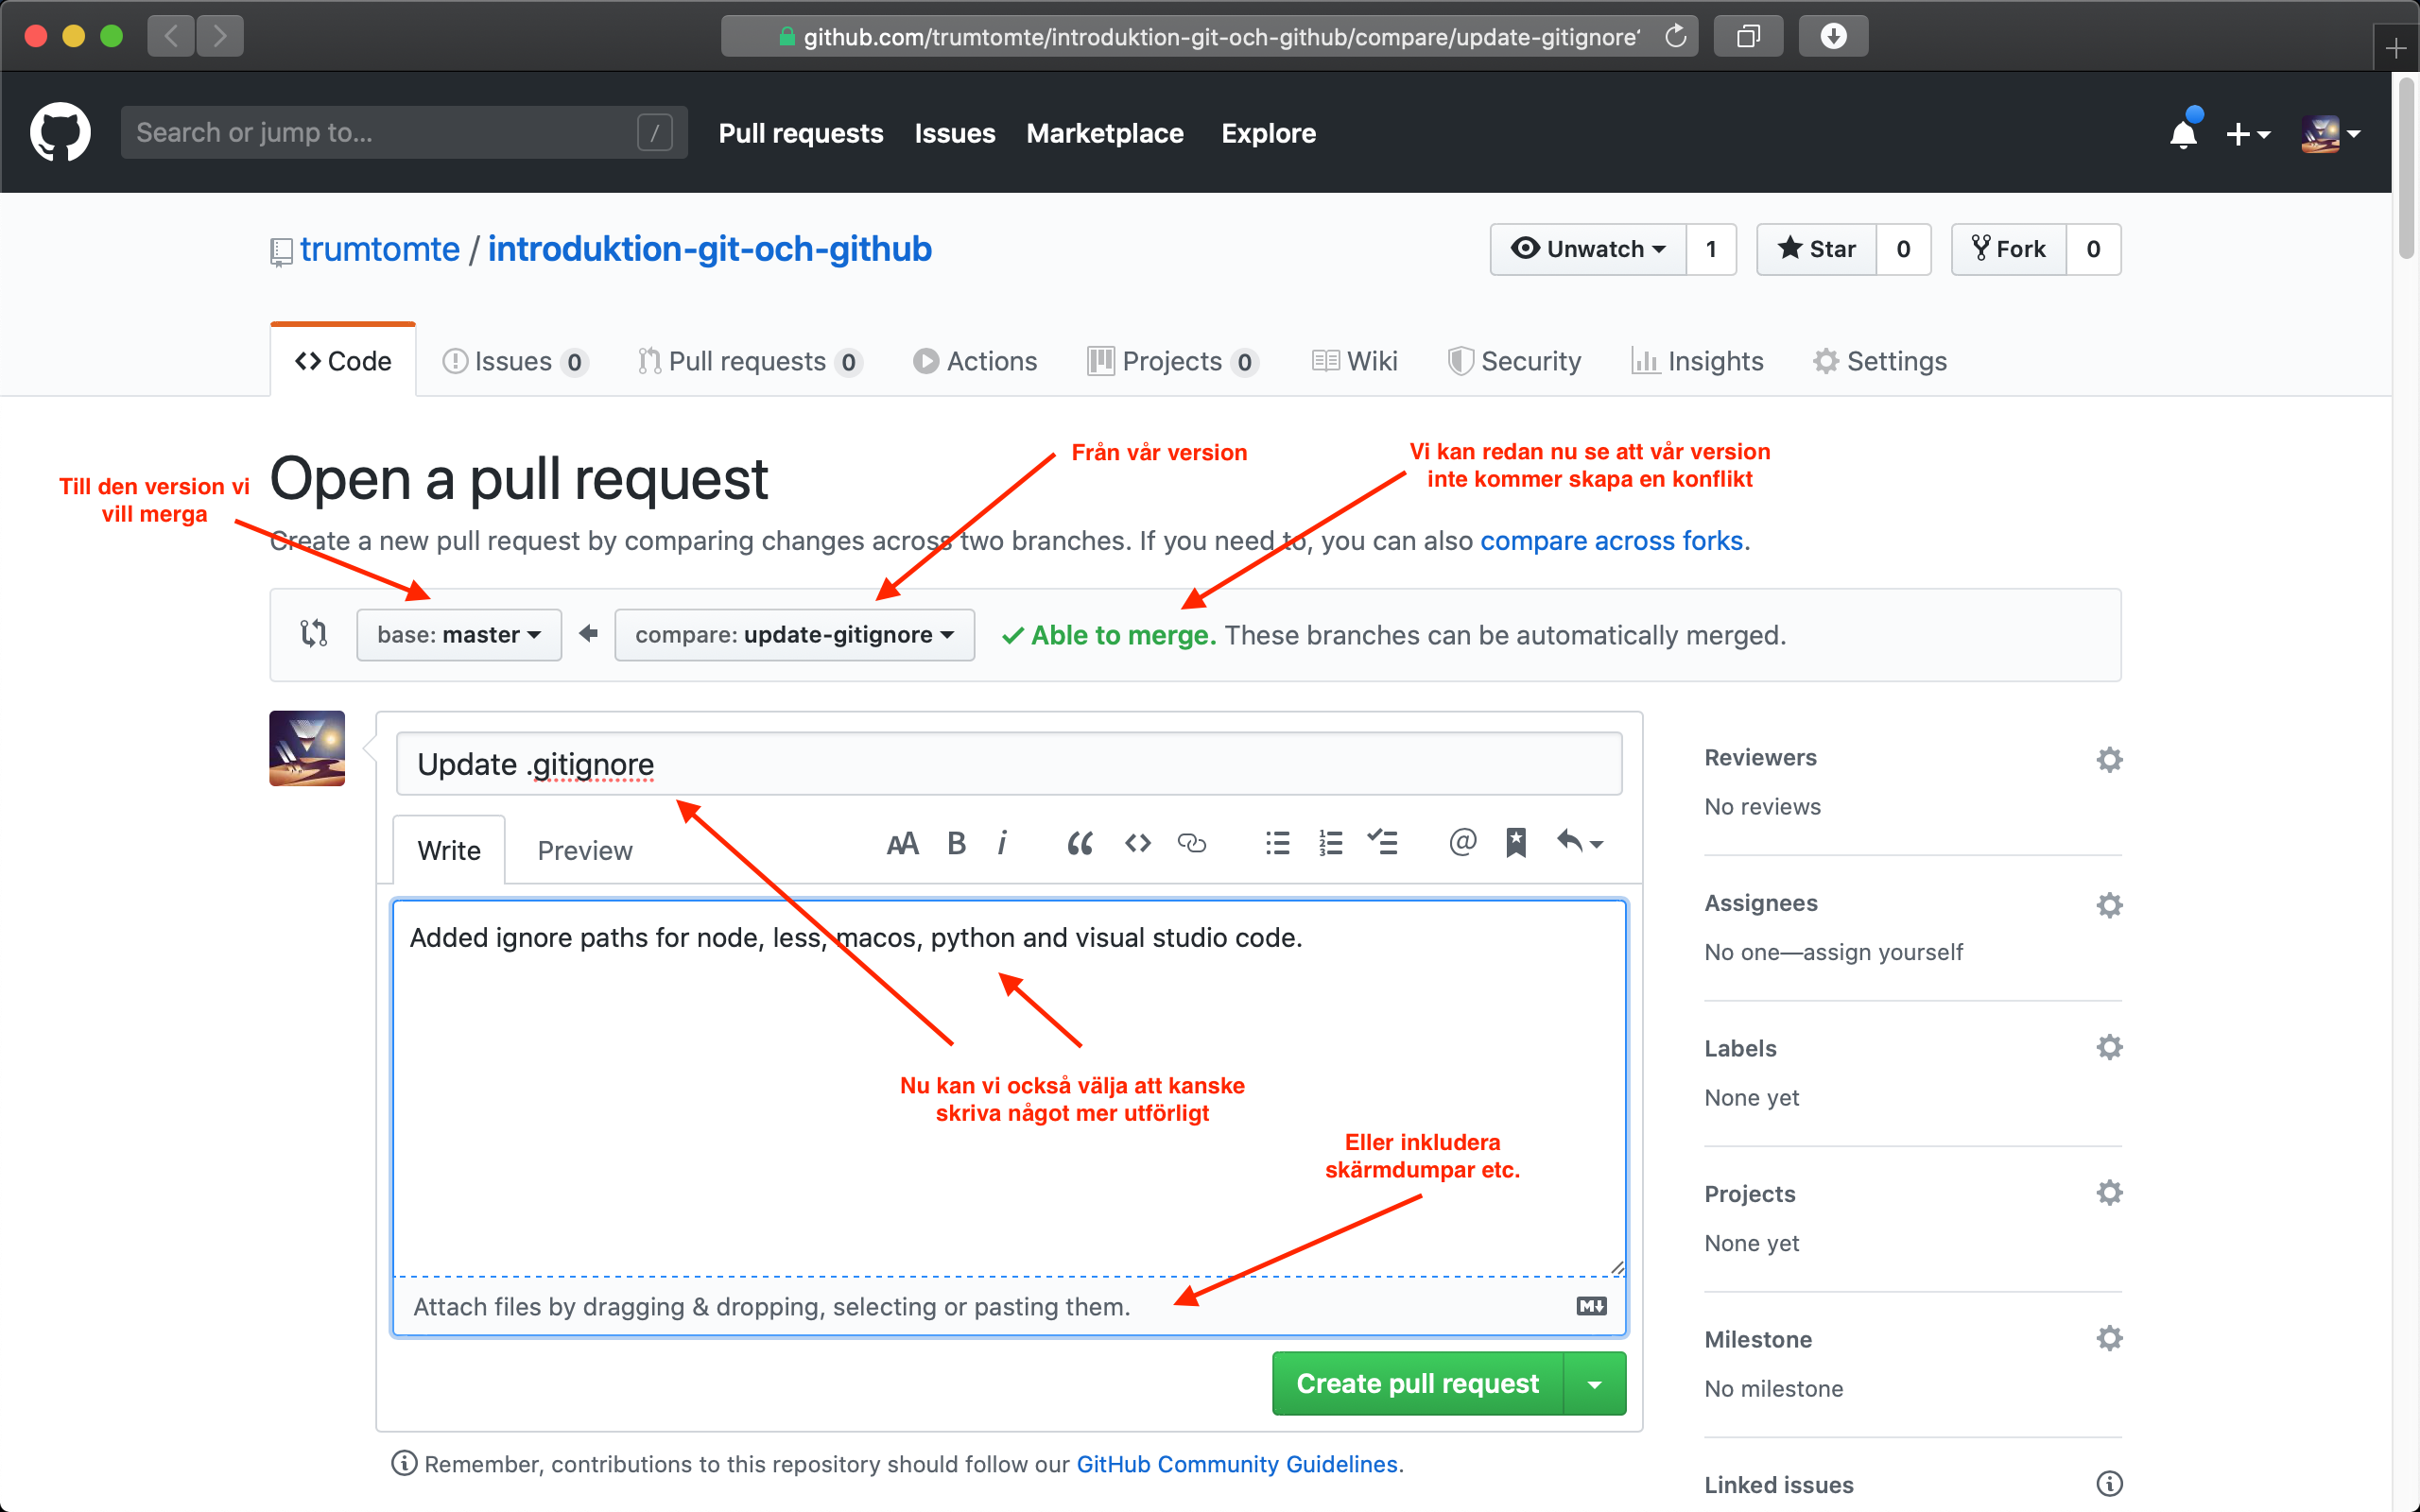 github.com/trumtomte/introduktion-git-och-github/compare/update-gitignore
Search or jump to... /
Pull requests Issues Marketplace Explore
trumtomte / introduktion-git-och-github
Unwatch 1 Star 0 Fork 0
Code Issues 0 Pull requests 0 Actions Projects 0 Wiki Security Insights Settings
Till den version vi
vill merga
Från vår version
Vi kan redan nu se att vår version
inte kommer skapa en konflikt
Open a pull request
Create a new pull request by comparing changes across two branches. If you need to, you can also compare across forks.
base: master compare: update-gitignore Able to merge. These branches can be automatically merged.
Update .gitignore
Write Preview AA B i
Added ignore paths for node, less, macos, python and visual studio code.
Nu kan vi också välja att kanske
skriva något mer utförligt
Eller inkludera
skärmdumpar etc.
Attach files by dragging & dropping, selecting or pasting them.
Create pull request
Remember, contributions to this repository should follow our GitHub Community Guidelines.
Reviewers
No reviews
Assignees
No one—assign yourself
Labels
None yet
Projects
None yet
Milestone
No milestone
Linked issues